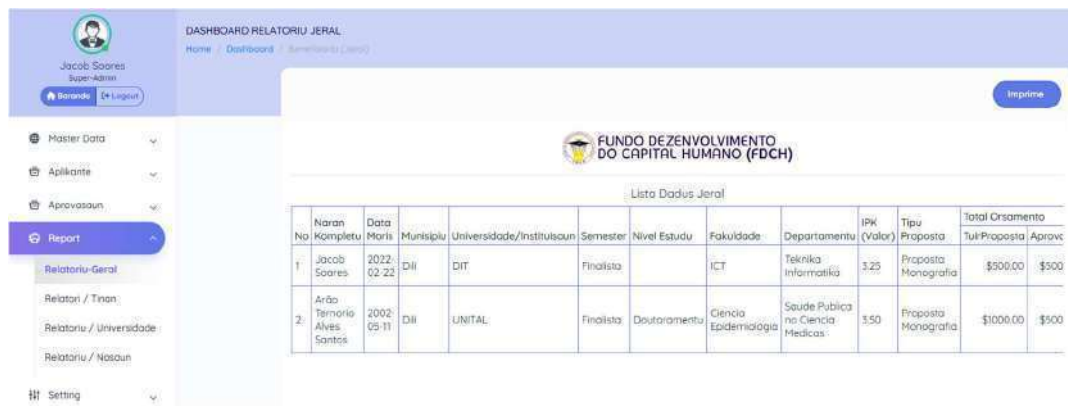 DASHBOARD RELATORIU JERAL
Home / Dashboard /
Jacob Soares
Super-Admin
Baranda Logout
Imprime
Master Data
Aplikante
Aprovasaun
Report
Relatoriu-Geral
Relatori / Tinan
Relatoriu / Universidade
Relatoriu / Nasaun
Setting
FUNDO DEZENVOLVIMENTO
DO CAPITAL HUMANO (FDCH)
Lista Dadus Jeral
No Naran Kompletu Data Moris Munisipiu Universidade/Instituisaun Semester Nivel Estudu Fakuldade Departamentu IPK (Valor) Tipu Proposta Total Orsamento
TuirProposta Aprova
1 Jacob Soares 2022-02-22 Dili DIT Finalista ICT Teknika Informatika 3.25 Proposta Monografia $500.00 $500
2 Arão Ternorio Alves Santos 2002-05-11 Dili UNITAL Finalista Doutoramentu Ciencia Epidemiologia Saude Publica no Ciencia Medicas 3.50 Proposta Monografia $1000.00 $500